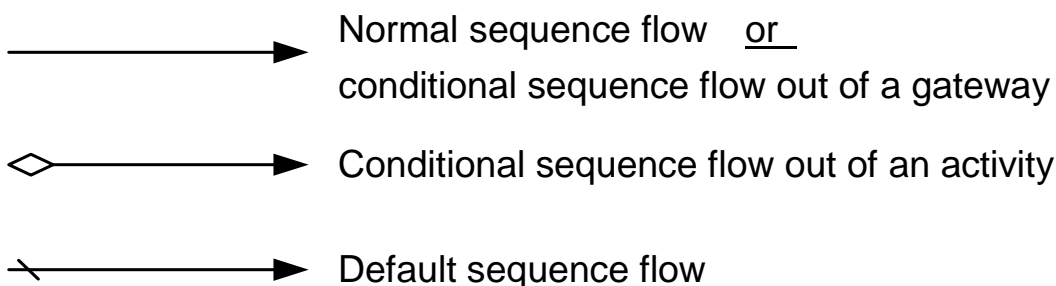 Normal sequence flow or
conditional sequence flow out of a gateway
Conditional sequence flow out of an activity
Default sequence flow